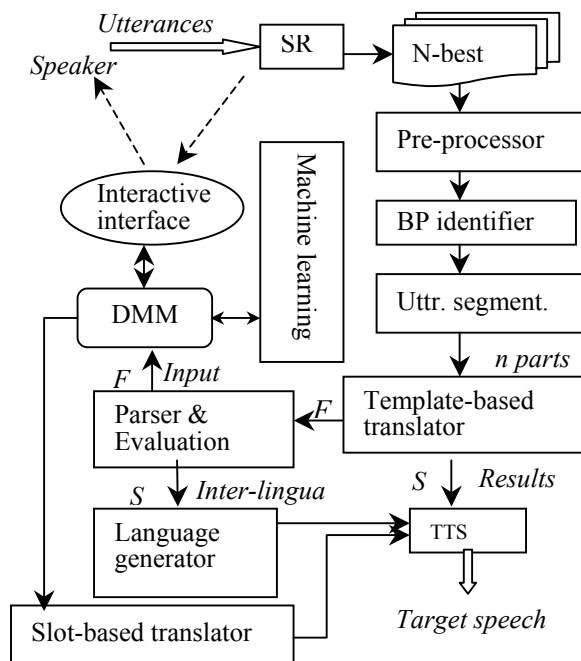 Utterances
SR
N-best
Speaker
Pre-processor
Machine learning
Interactive
interface
BP identifier
DMM
Uttr. segment.
n parts
F
Input
Parser &
Evaluation
F
Template-based
translator
S
Inter-lingua
S
Results
Language
generator
TTS
Slot-based translator
Target speech